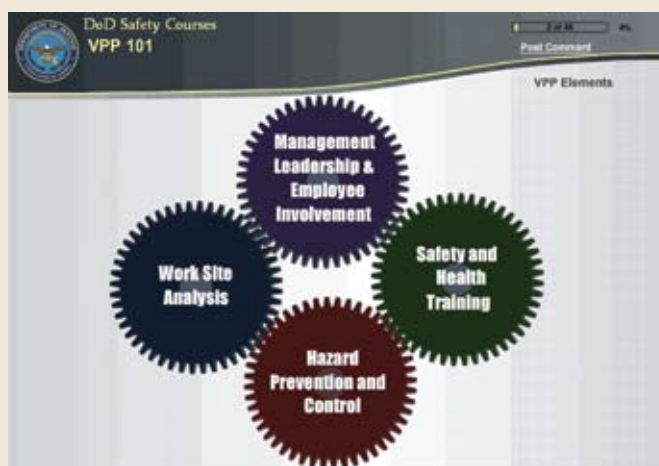 DoD Safety Courses
VPP 101
4%
Post Comment
VPP Elements
Management
Leadership &
Employee
Involvement
Work Site
Analysis
Safety and
Health
Training
Hazard
Prevention and
Control